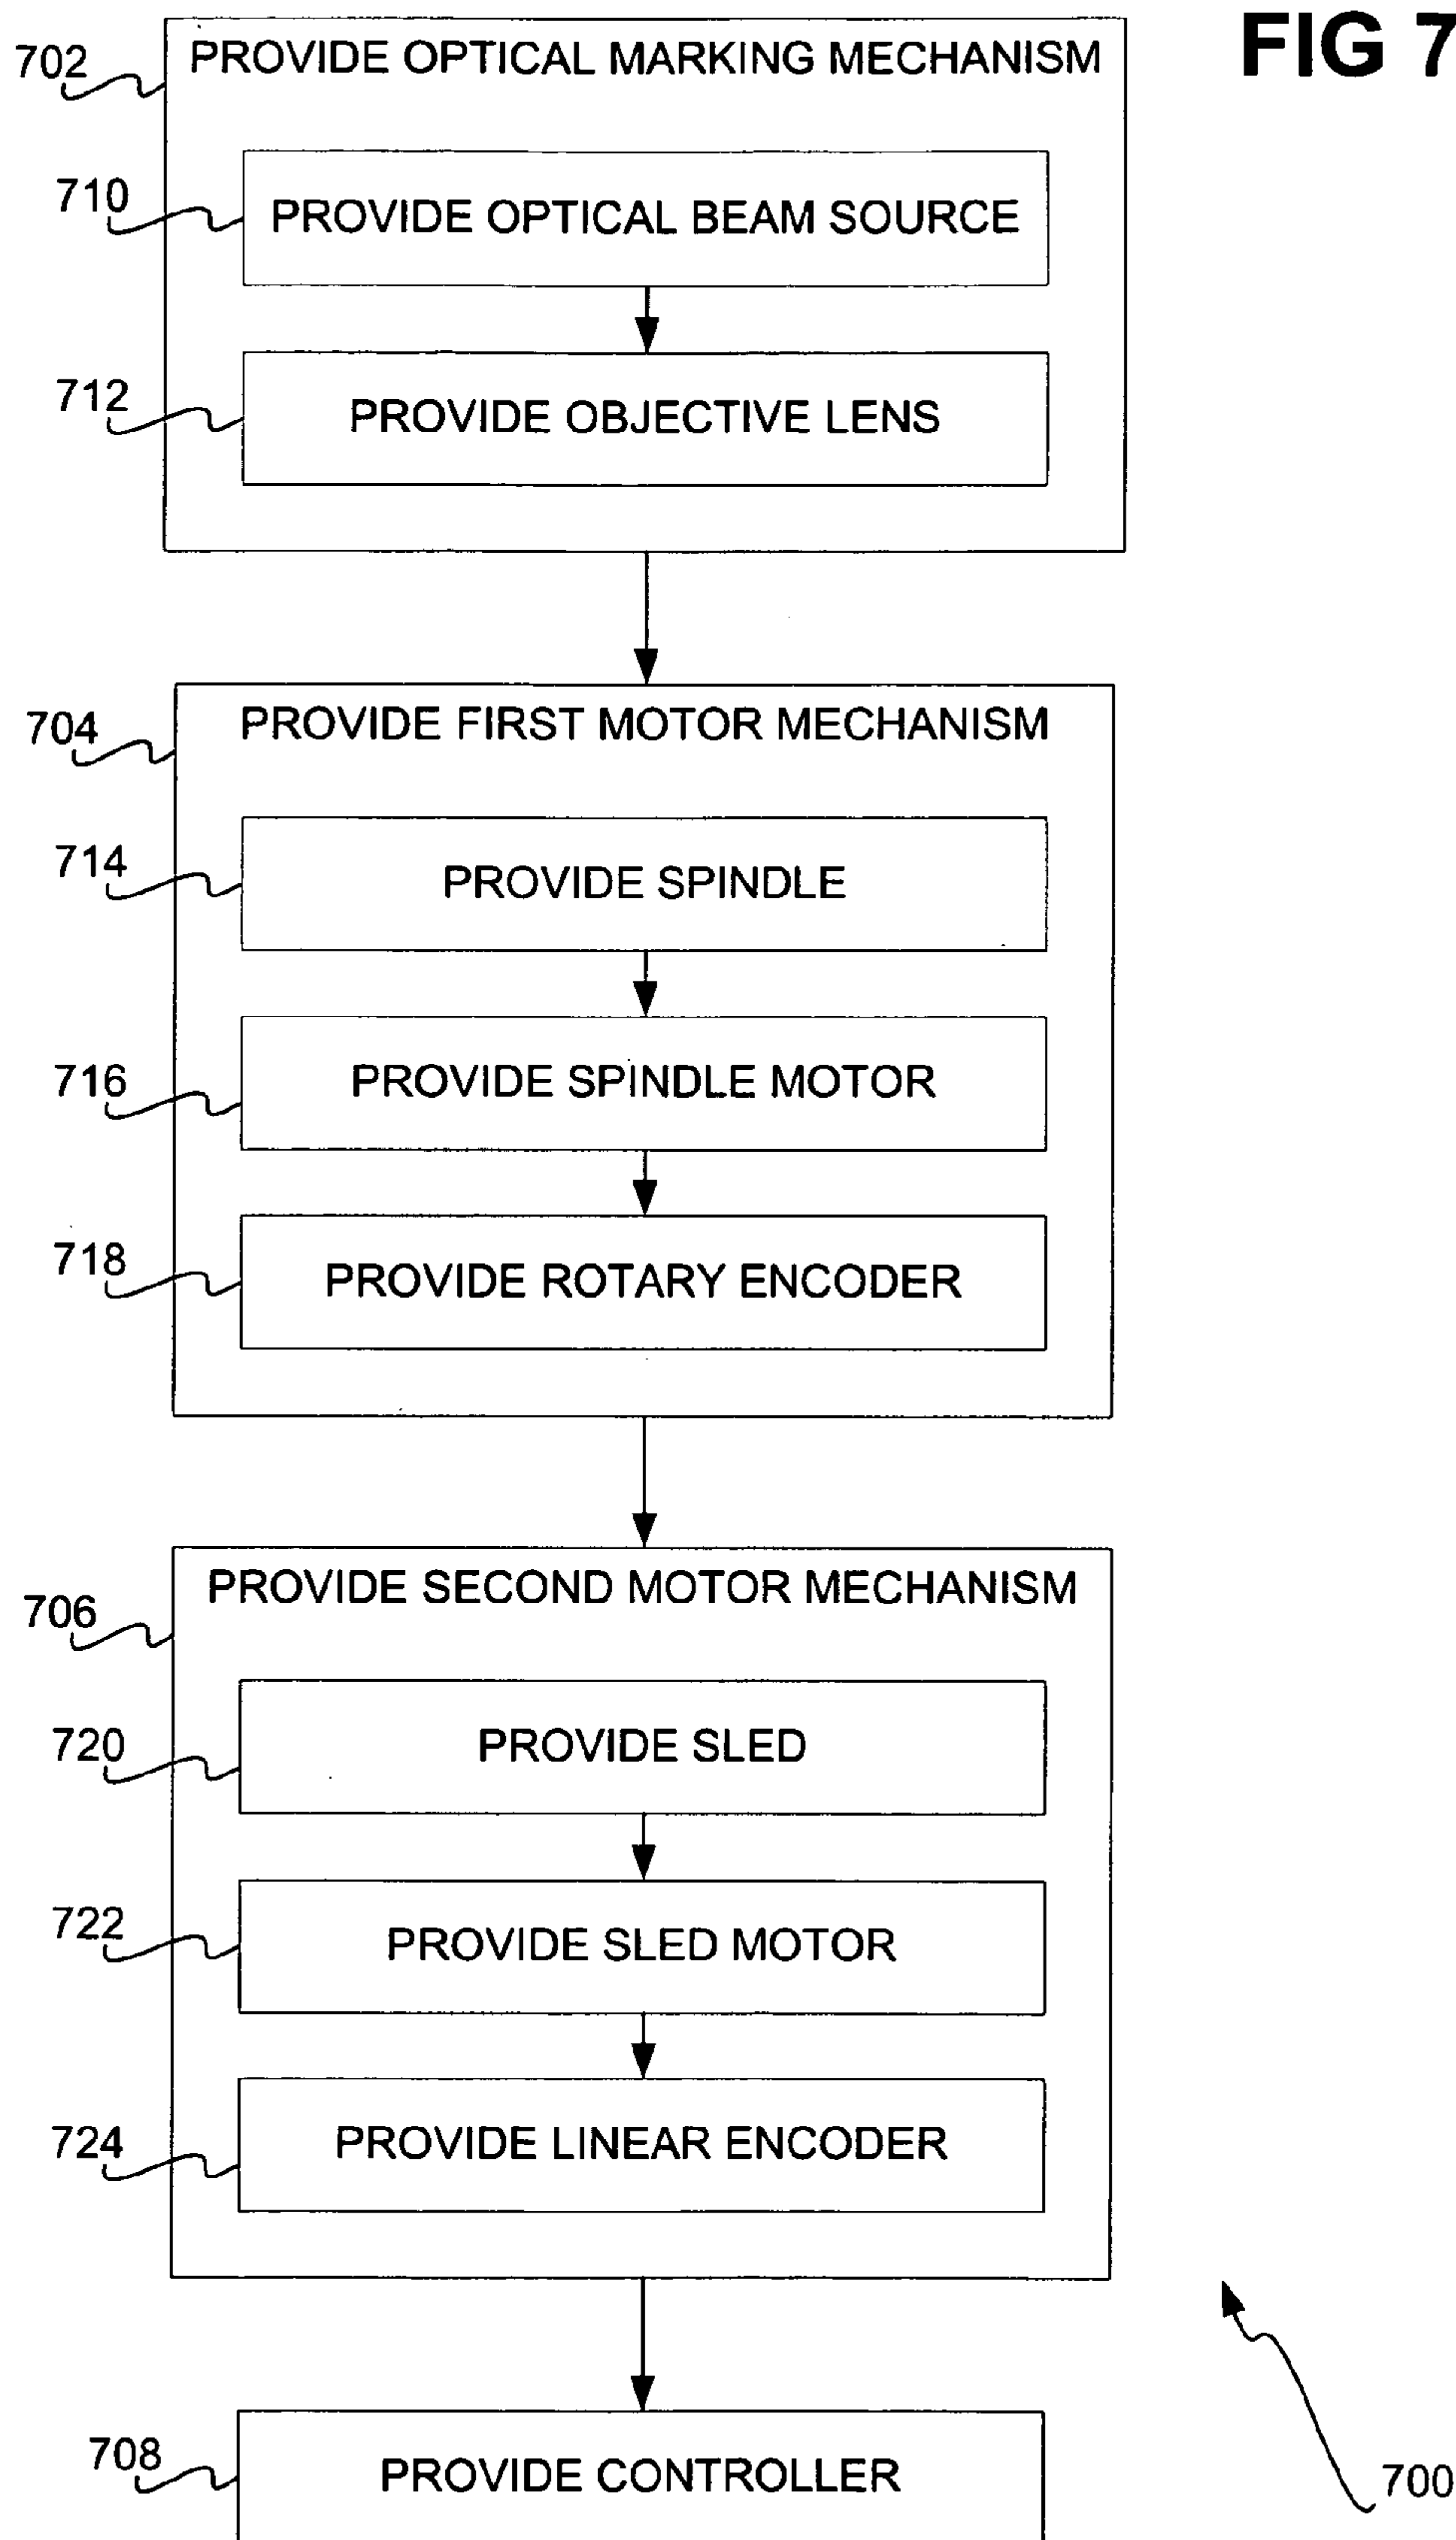 FIG 7
702
PROVIDE OPTICAL MARKING MECHANISM
710
PROVIDE OPTICAL BEAM SOURCE
712
PROVIDE OBJECTIVE LENS
704
PROVIDE FIRST MOTOR MECHANISM
714
PROVIDE SPINDLE
716
PROVIDE SPINDLE MOTOR
718
PROVIDE ROTARY ENCODER
706
PROVIDE SECOND MOTOR MECHANISM
720
PROVIDE SLED
722
PROVIDE SLED MOTOR
724
PROVIDE LINEAR ENCODER
708
PROVIDE CONTROLLER
700